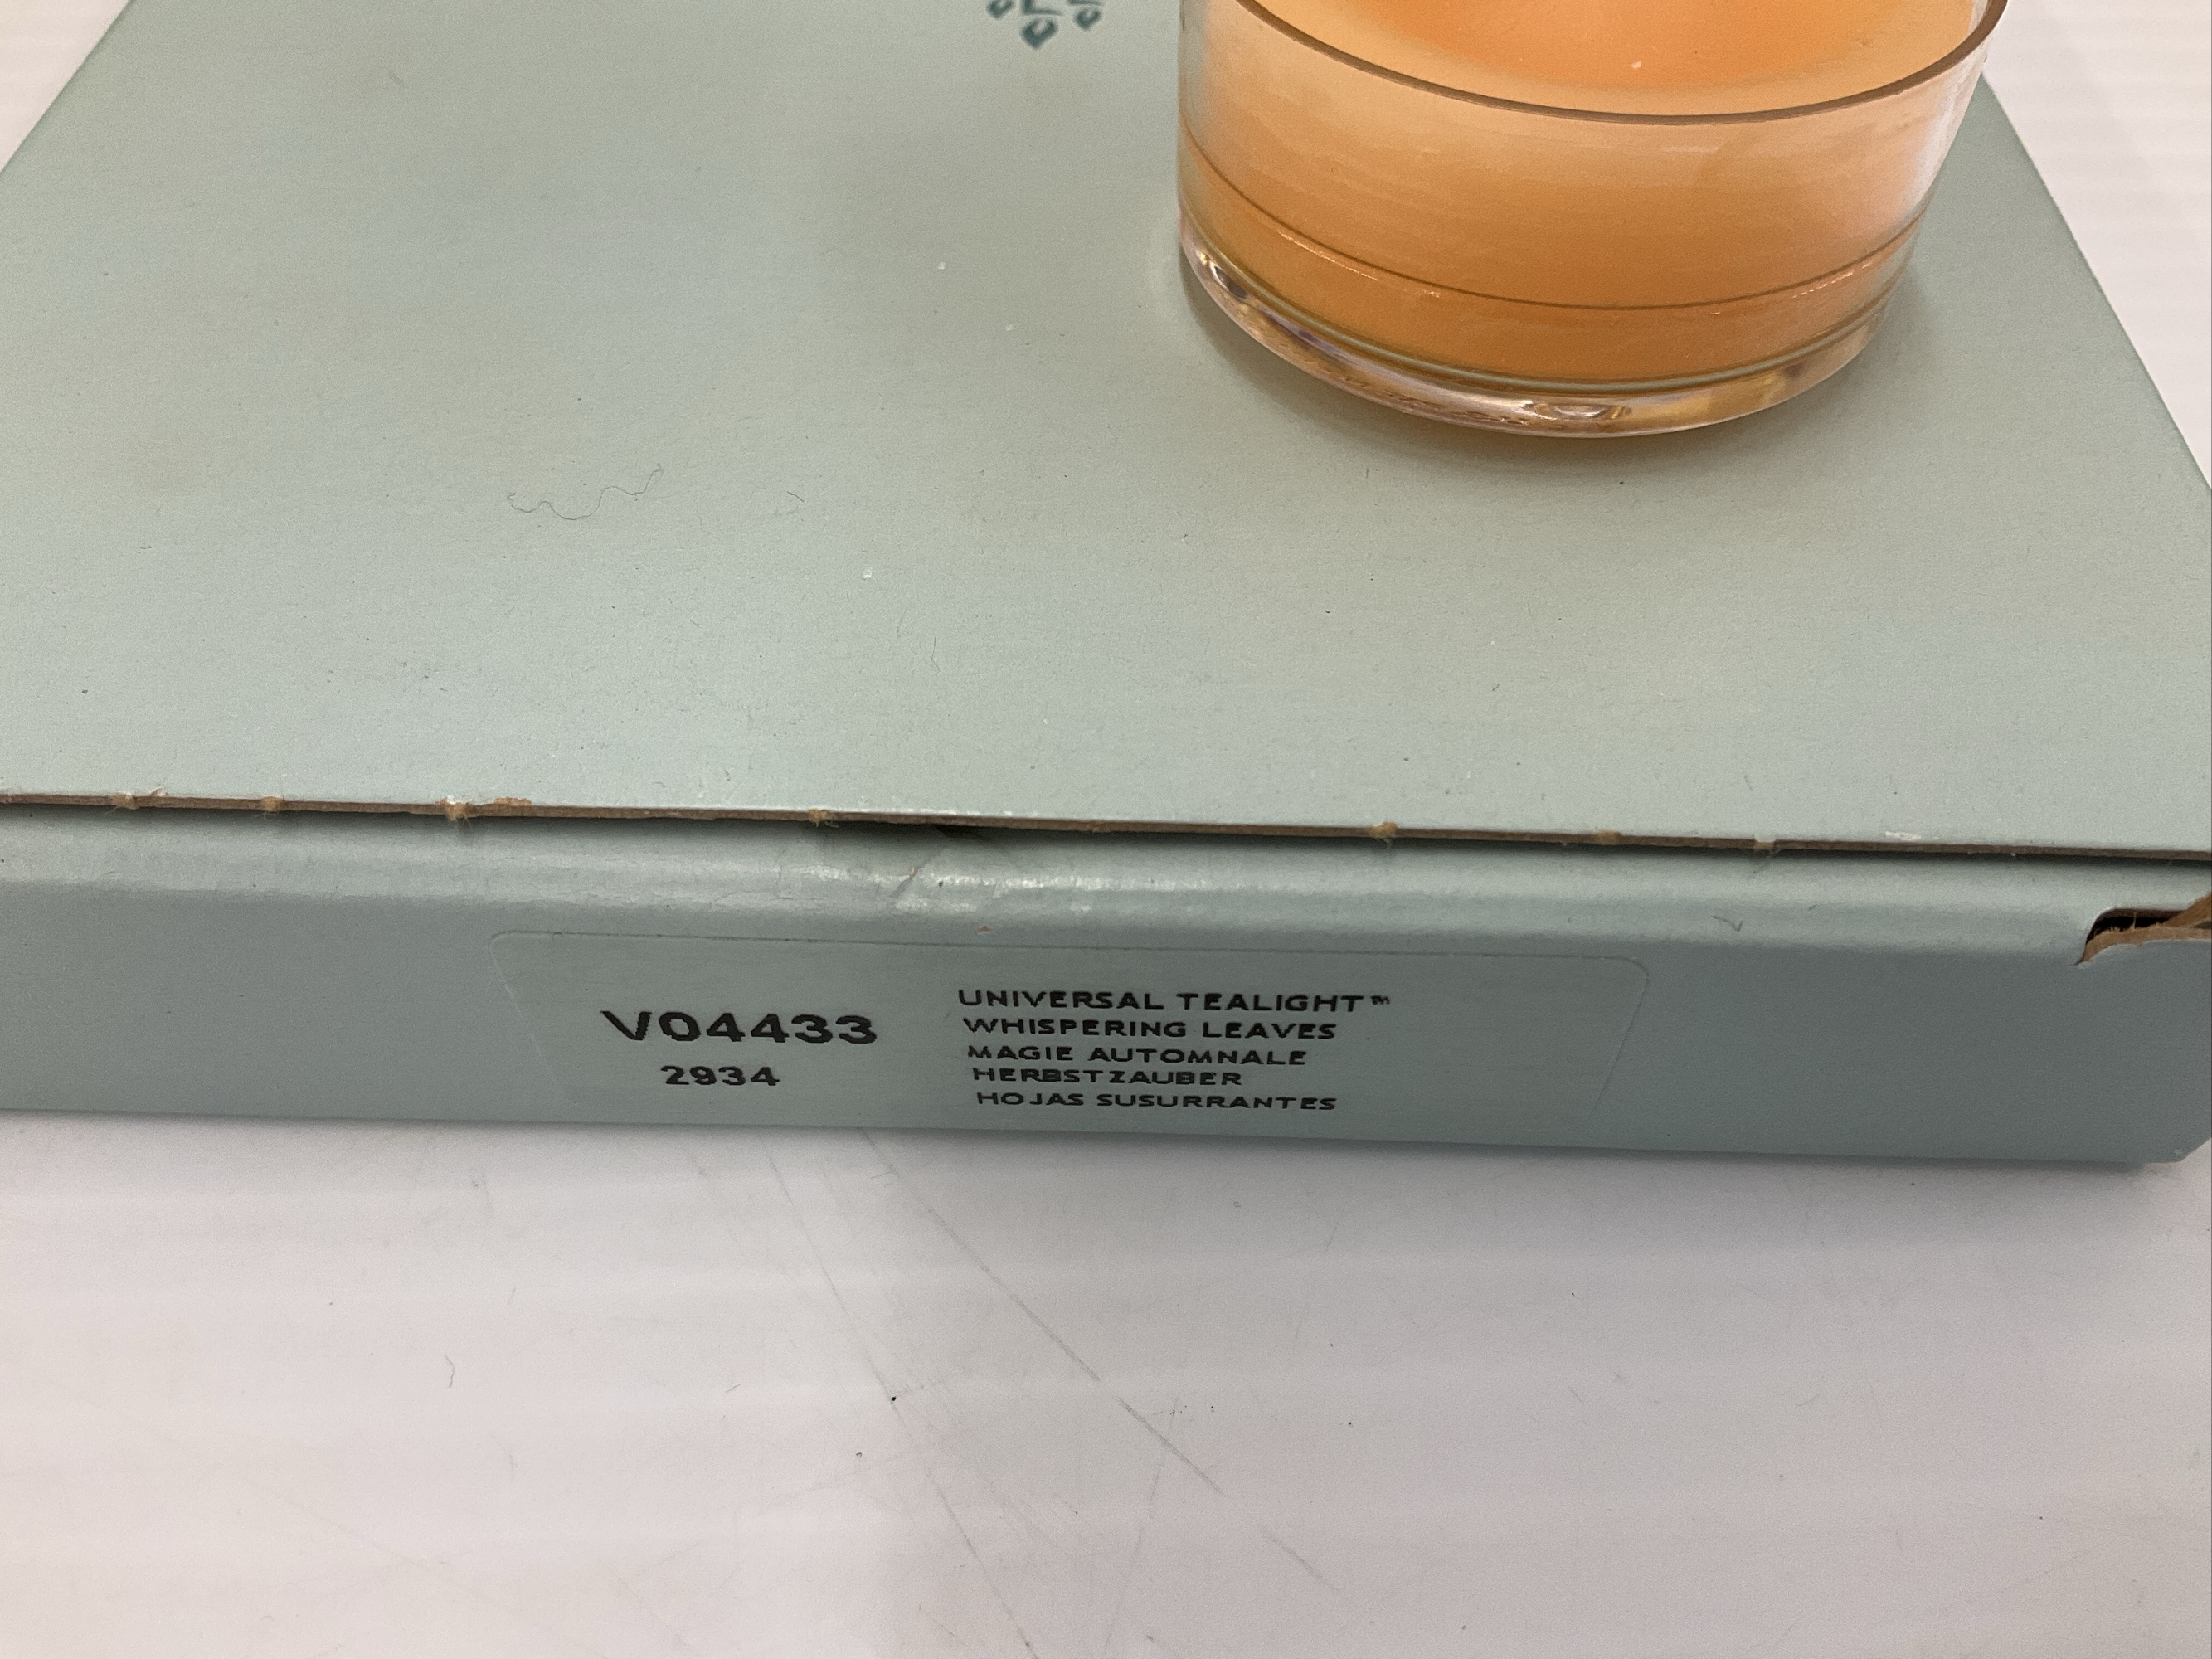 V04433
2934
UNIVERSAL TEALIGHT™
WHISPERING LEAVES
MAGIE AUTOMNALE
HERBSTZAUBER
HOJAS SUSURRANTES